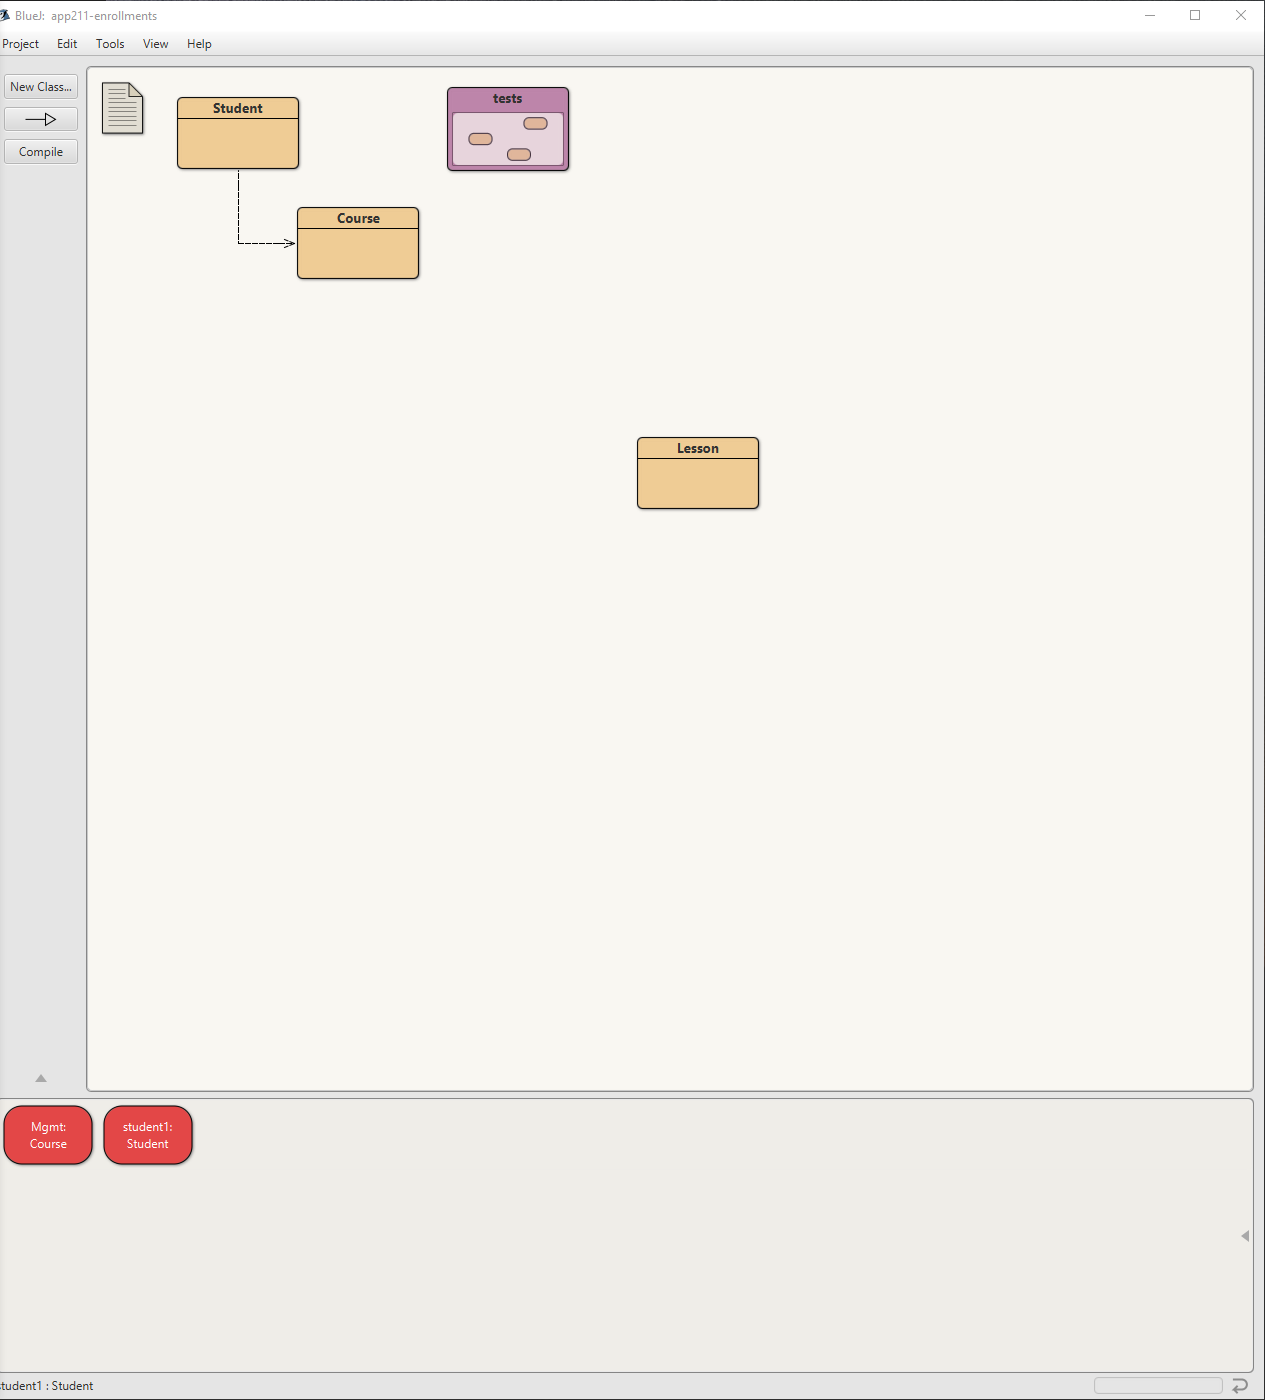 BlueJ: app211-enrollments
Project Edit Tools View Help
New Class...
Compile
Student
tests
Course
Lesson
Mgmt:
Course
student1:
Student
student1 : Student